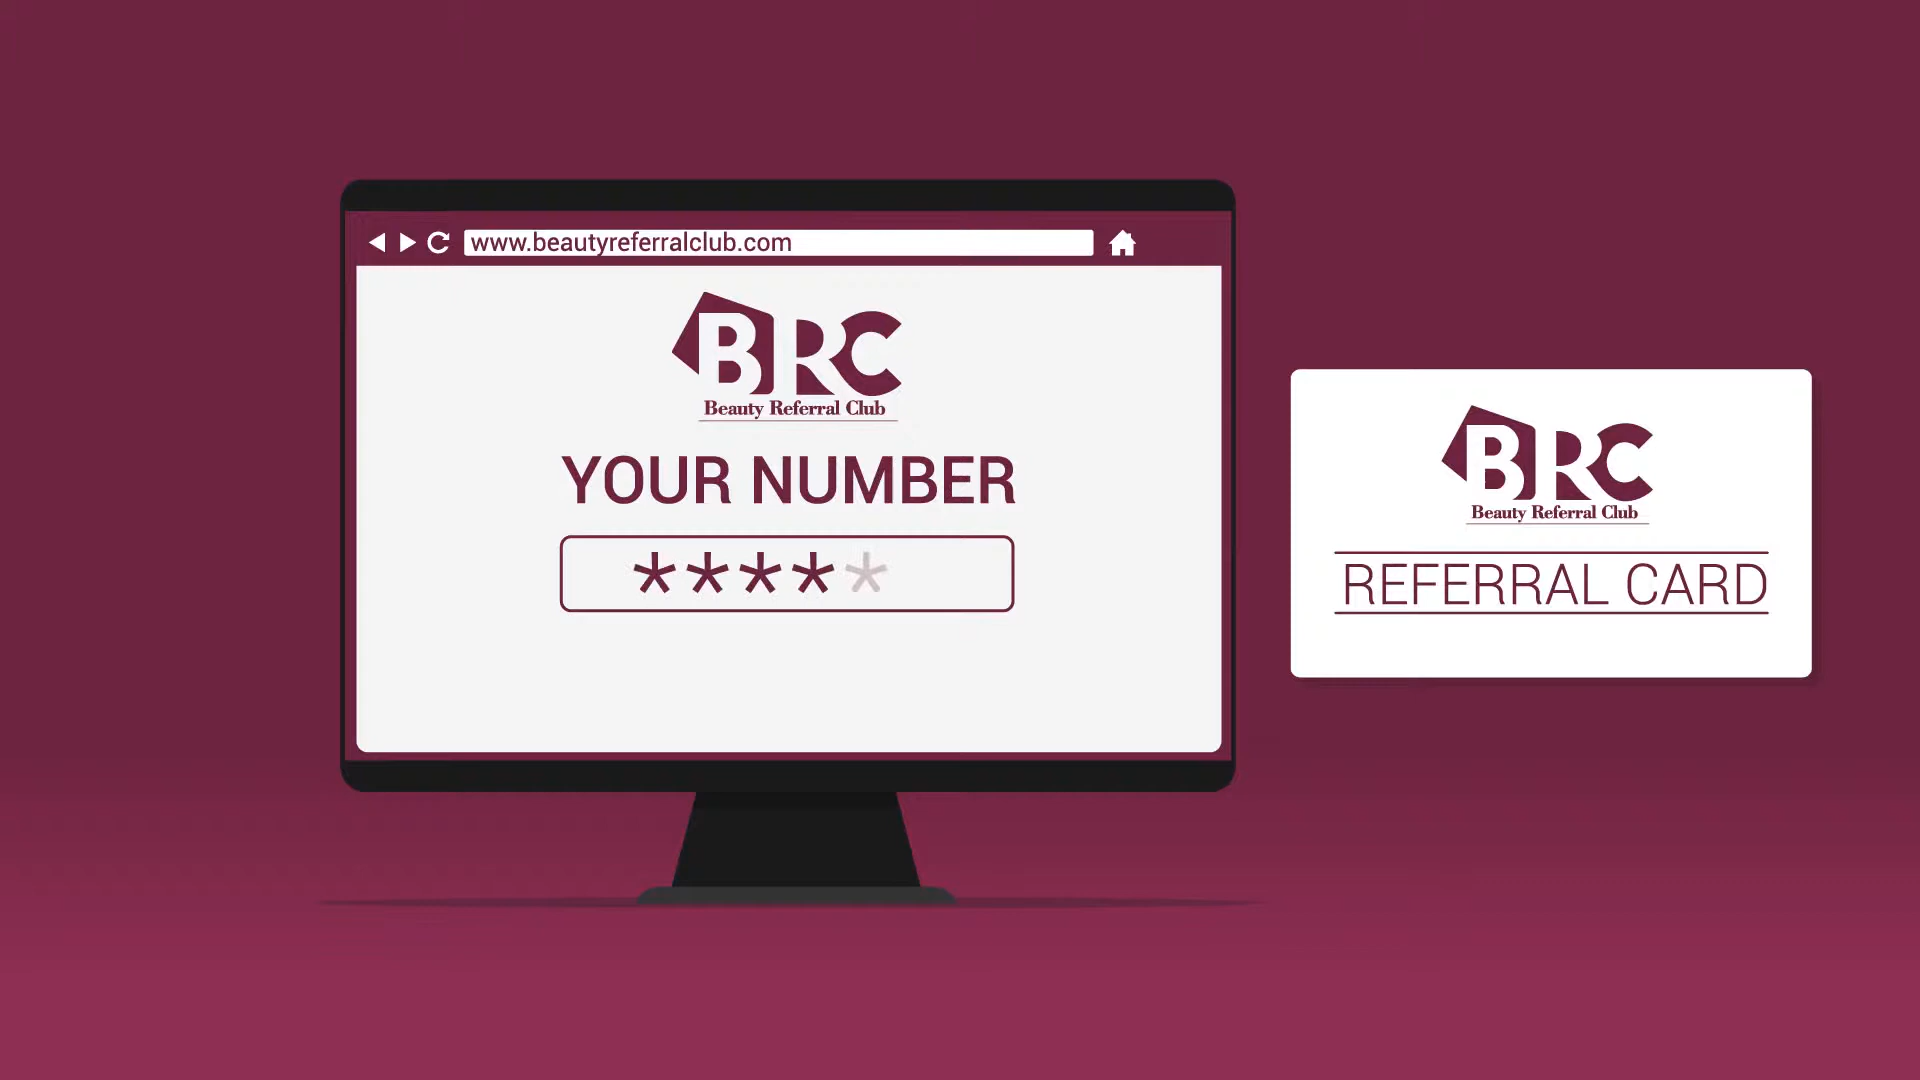 www.beautyreferralclub.com
BRC
Beauty Referral Club
YOUR NUMBER
*****
BRC
Beauty Referral Club
REFERRAL CARD